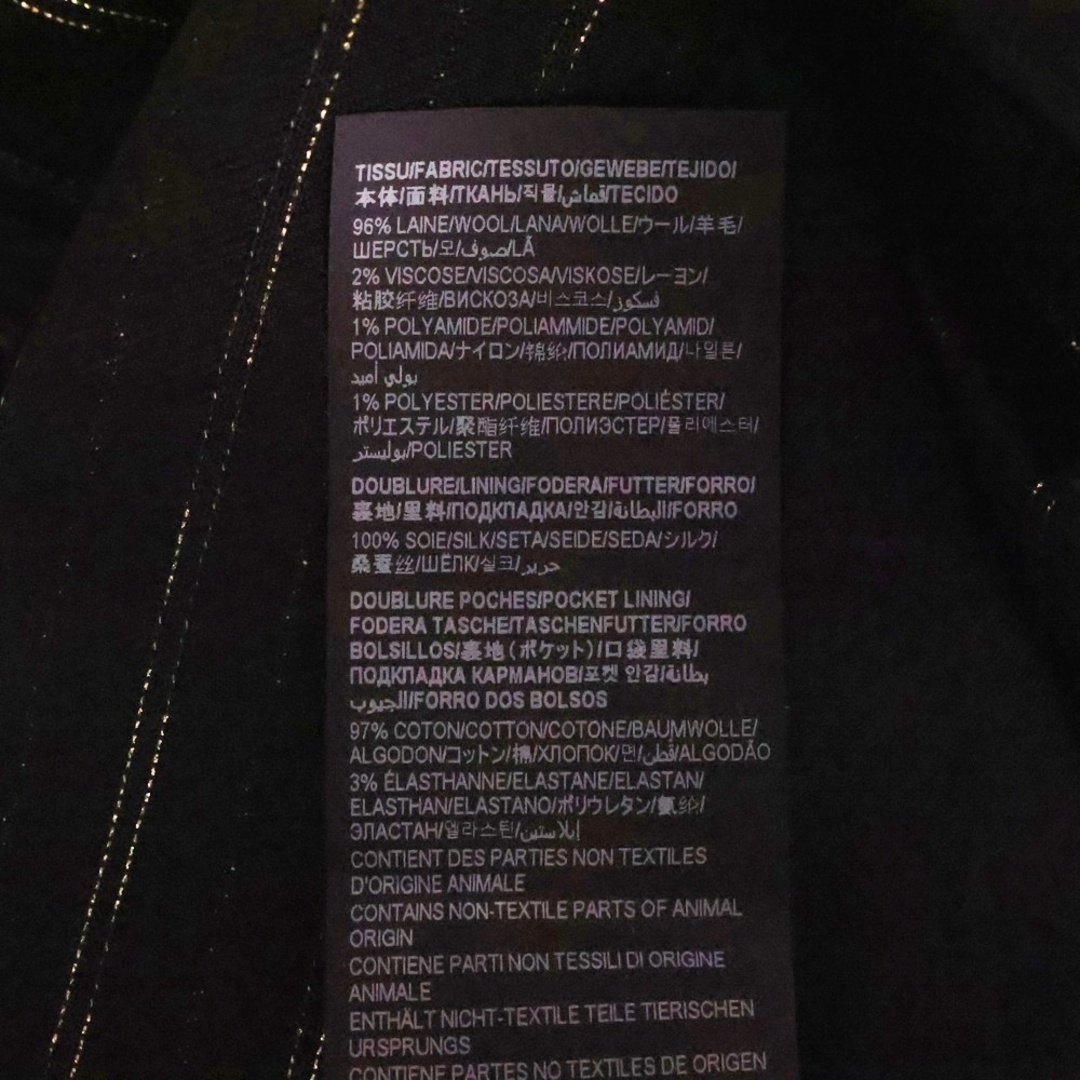 TISSU/FABRIC/TESSUTO/GEWEBE/TEJIDO/
本体/面料/ТКАНЬ/직물/قماش/TECIDO
96% LAINE/WOOL/LANA/WOLLE/ウール/羊毛/
ШЕРСТЬ/모/صوف/LÃ
2% VISCOSE/VISCOSA/VISKOSE/レーヨン/
粘胶纤维/ВИСКОЗА/비스코스/فسكوز
1% POLYAMIDE/POLIAMMIDE/POLYAMID/
POLIAMIDA/ナイロン/锦纶/ПОЛИАМИД/나일론/
بولي أميد
1% POLYESTER/POLIESTERE/POLIÉSTER/
ポリエステル/聚酯纤维/ПОЛИЭСТЕР/폴리에스터/
بوليستر/POLIESTER
DOUBLURE/LINING/FODERA/FUTTER/FORRO/
裏地/里料/ПОДКЛАДКА/안감/البطانة/FORRO
100% SOIE/SILK/SETA/SEIDE/SEDA/シルク/
桑蚕丝/ШЁЛК/실크/حرير
DOUBLURE POCHES/POCKET LINING/
FODERA TASCHE/TASCHENFUTTER/FORRO
BOLSILLOS/裏地(ポケット)/口袋里料/
ПОДКЛАДКА КАРМАНОВ/포켓 안감/بطانة
الجيوب/FORRO DOS BOLSOS
97% COTON/COTTON/COTONE/BAUMWOLLE/
ALGODON/コットン/棉/ХЛОПОК/면/قطن/ALGODÃO
3% ÉLASTHANNE/ELASTANE/ELASTAN/
ELASTHAN/ELASTANO/ポリウレタン/氨纶/
ЭЛАСТАН/엘라스틴/إيلاستين
CONTIENT DES PARTIES NON TEXTILES
D'ORIGINE ANIMALE
CONTAINS NON-TEXTILE PARTS OF ANIMAL
ORIGIN
CONTIENE PARTI NON TESSILI DI ORIGINE
ANIMALE
ENTHÄLT NICHT-TEXTILE TEILE TIERISCHEN
URSPRUNGS
CONTIENE PARTES NO TEXTILES DE ORIGEN